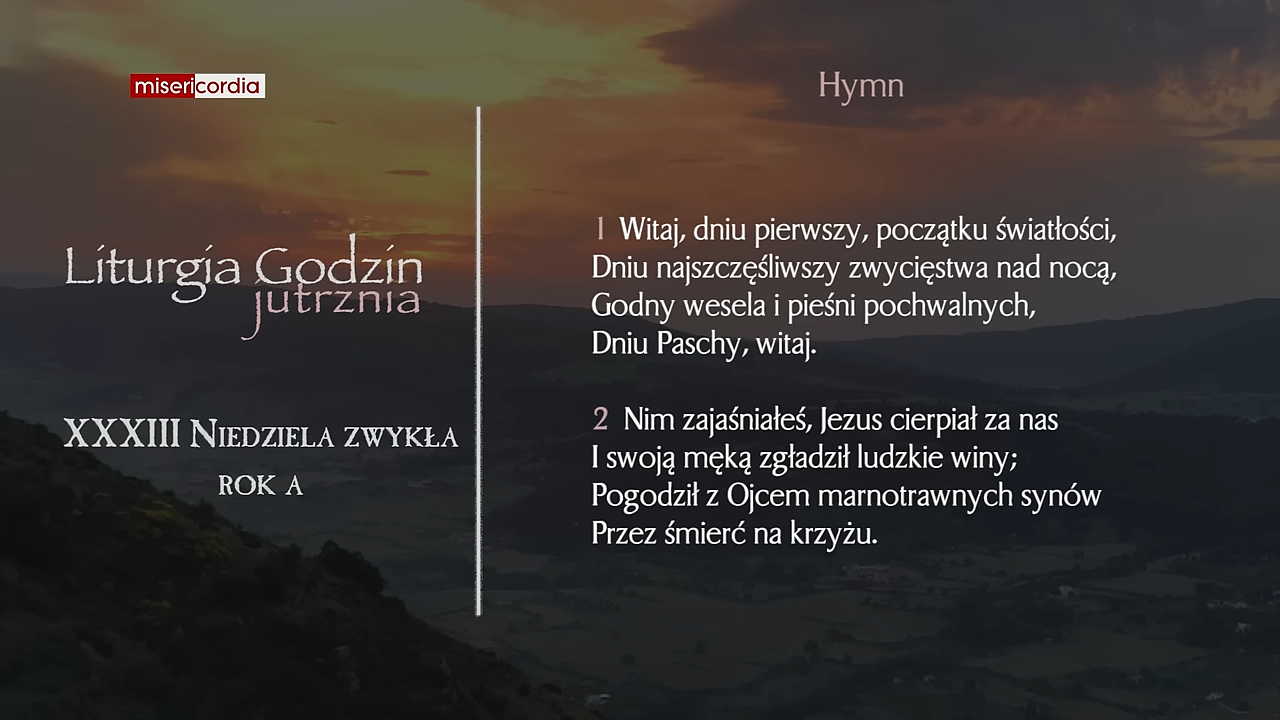 misericordia
Liturgia Godzin
jutrznia
XXXIII Niedziela zwykła
rok A
Hymn
1 Witaj, dniu pierwszy, początku światłości,
Dniu najszczęśliwszy zwycięstwa nad nocą,
Godny wesela i pieśni pochwalnych,
Dniu Paschy, witaj.
2 Nim zajaśniałeś, Jezus cierpiał za nas
I swoją męką zgładził ludzkie winy;
Pogodził z Ojcem marnotrawnych synów
Przez śmierć na krzyżu.